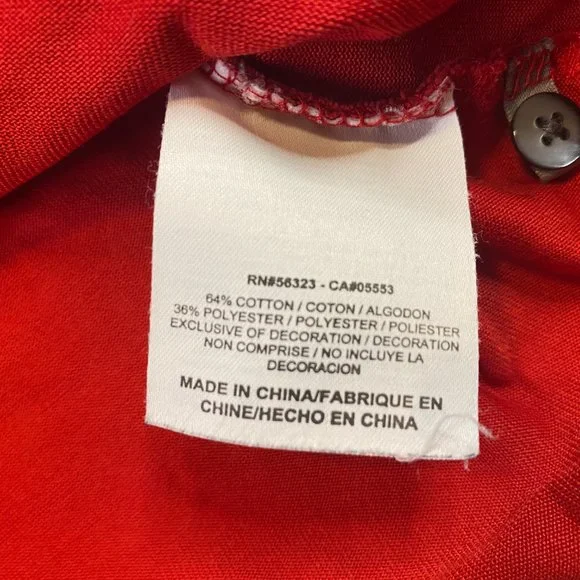 RN#56323 - CA#05553
64% COTTON / COTON / ALGODON
36% POLYESTER / POLYESTER / POLIESTER
EXCLUSIVE OF DECORATION / DECORATION
NON COMPRISE / NO INCLUYE LA
DECORACION
MADE IN CHINA/FABRIQUE EN
CHINE/HECHO EN CHINA